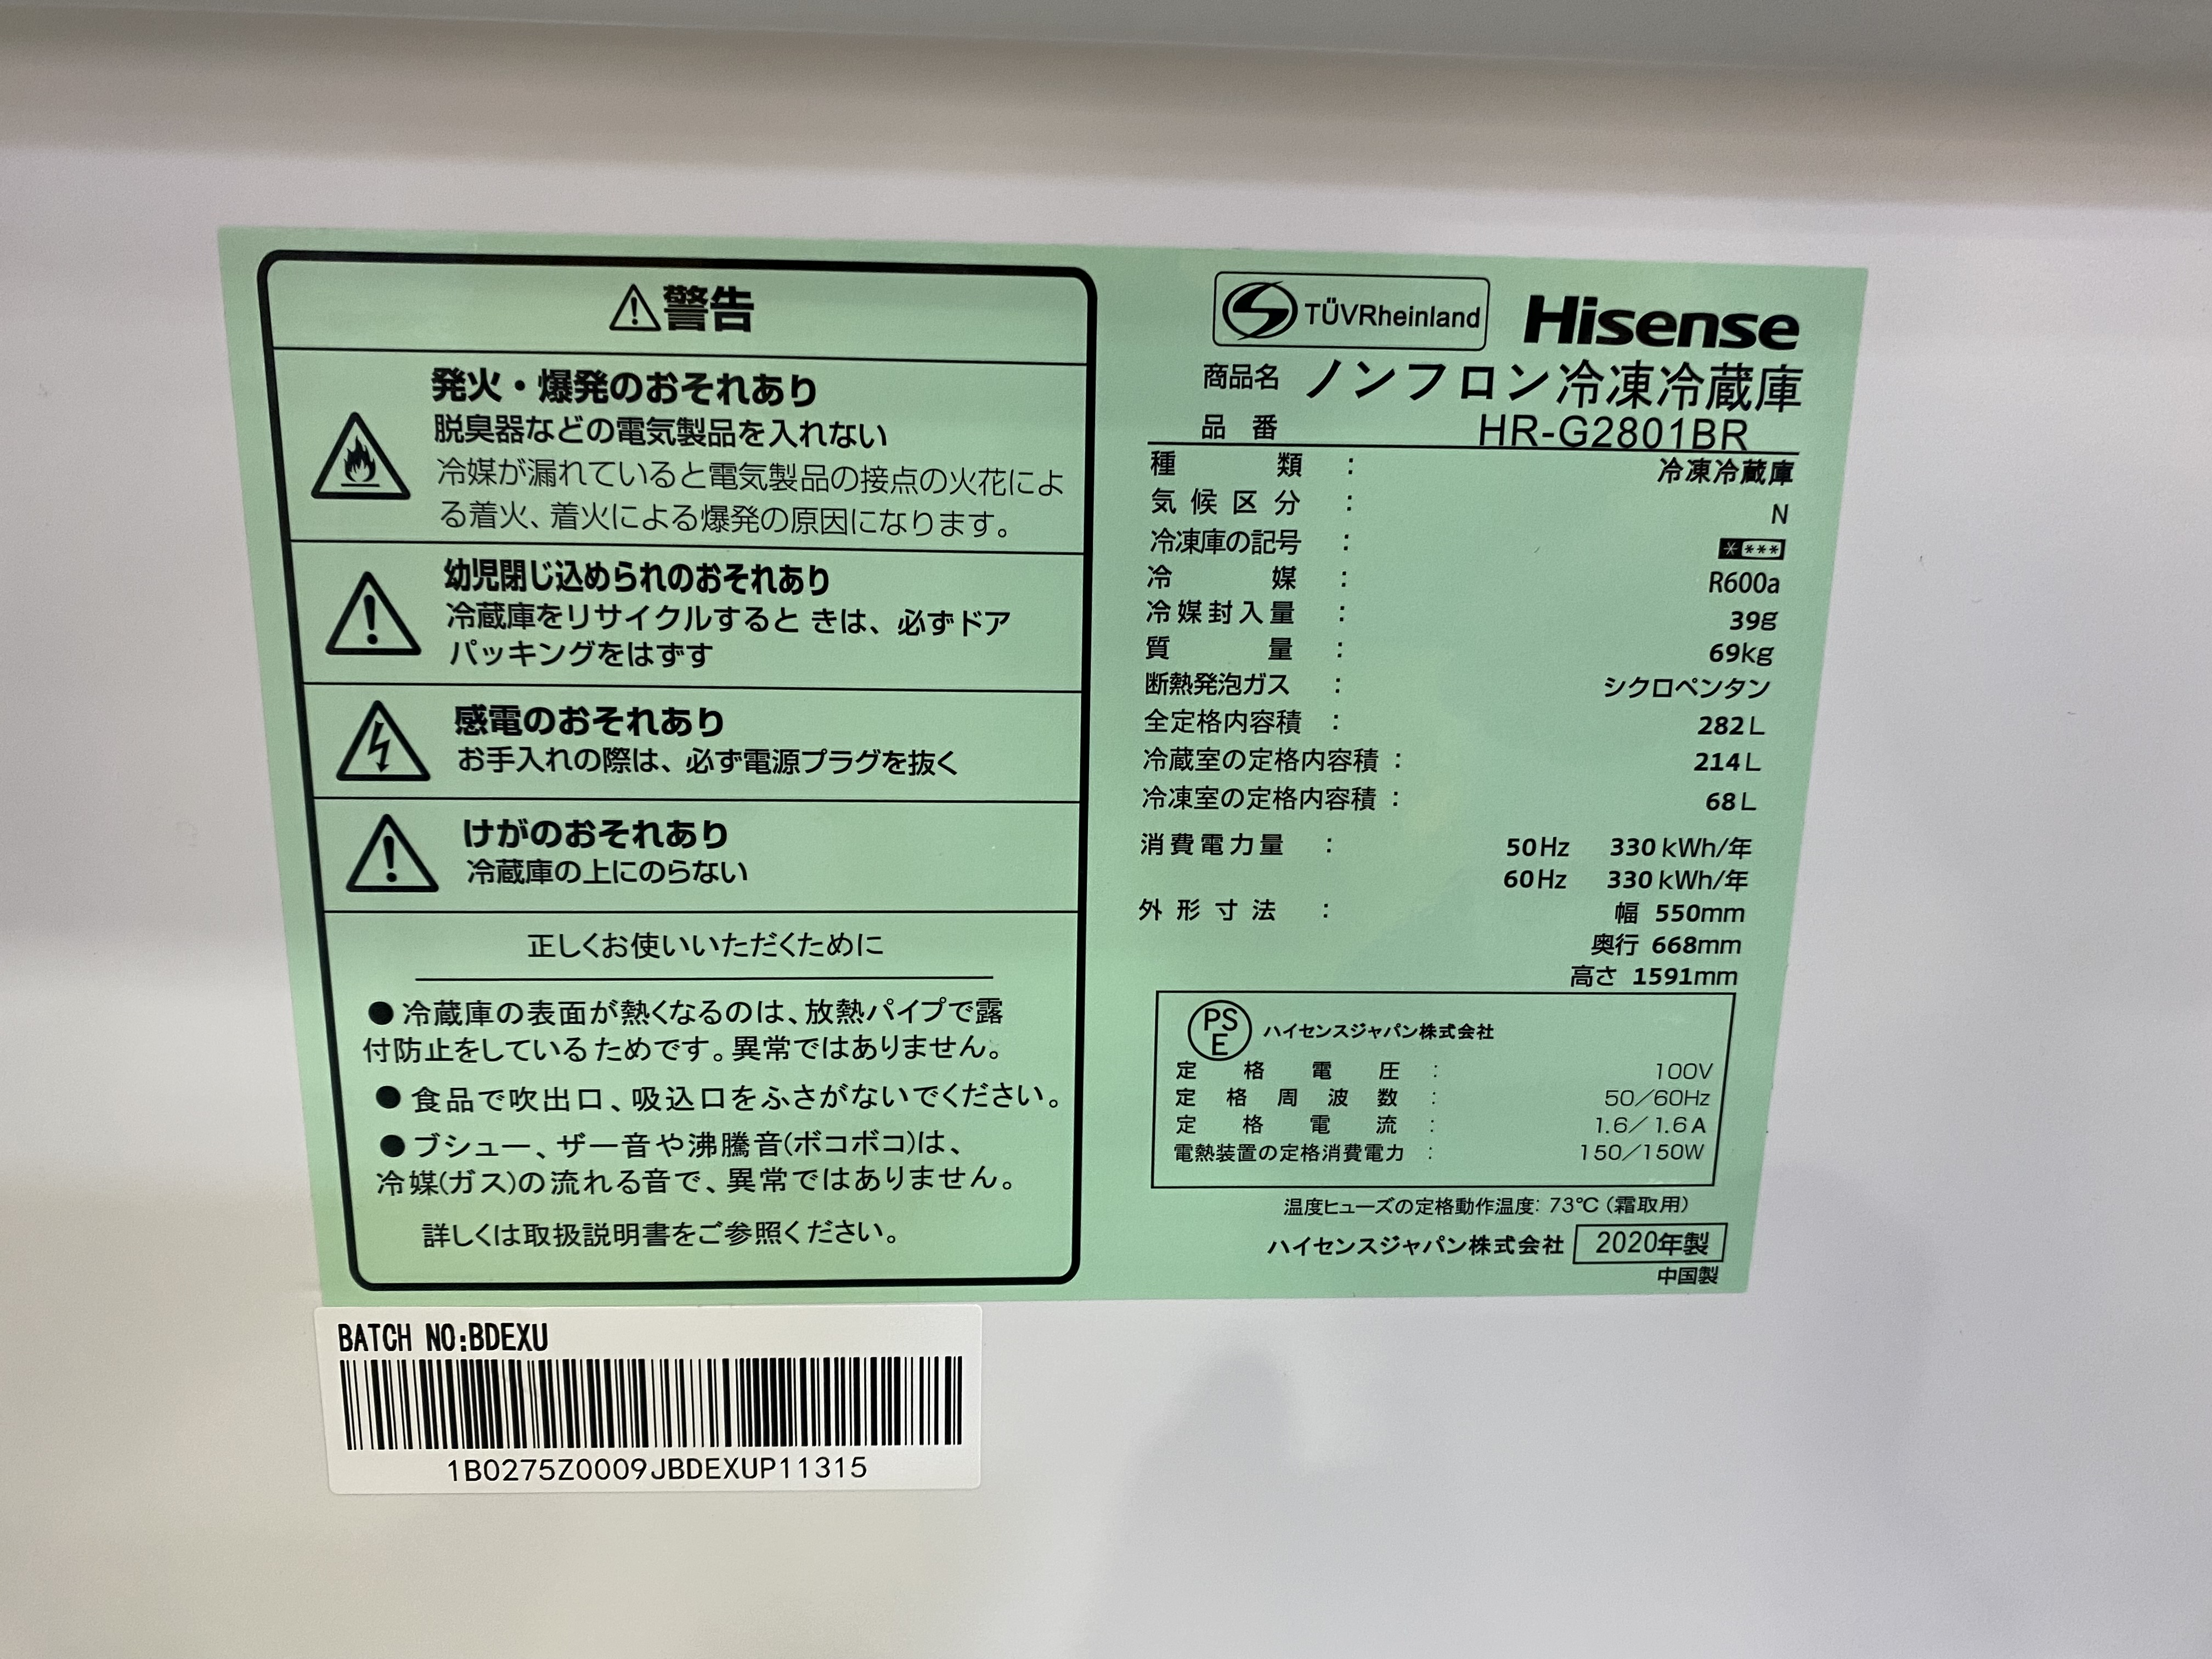 ⚠警告
発火・爆発のおそれあり
脱臭器などの電気製品を入れない
冷媒が漏れていると電気製品の接点の火花によ
る着火、着火による爆発の原因になります。
幼児閉じ込められのおそれあり
冷蔵庫をリサイクルすると きは、必ずドア
パッキングをはずす
感電のおそれあり
お手入れの際は、必ず電源プラグを抜く
けがのおそれあり
冷蔵庫の上にのらない
正しくお使いいただくために
●冷蔵庫の表面が熱くなるのは、放熱パイプで露
付防止をしているためです。異常ではありません。
●食品で吹出口、吸込口をふさがないでください。
●ブシュー、ザー音や沸騰音(ボコボコ)は、
冷媒(ガス)の流れる音で、異常ではありません。
詳しくは取扱説明書をご参照ください。
TÜVRheinland Hisense
商品名 ノンフロン冷凍冷蔵庫
品番 HR-G2801BR
種類 : 冷凍冷蔵庫
気候区分 : N
冷凍庫の記号 : ****
冷媒 : R600a
冷媒封入量 : 39g
質量 : 69kg
断熱発泡ガス : シクロペンタン
全定格内容積 : 282L
冷蔵室の定格内容積 : 214L
冷凍室の定格内容積 : 68L
消費電力量 : 50Hz 330kWh/年
60Hz 330kWh/年
外形寸法 : 幅 550mm
奥行 668mm
高さ 1591mm
PS
E ハイセンスジャパン株式会社
定格電圧 : 100V
定格周波数 : 50/60Hz
定格電流 : 1.6/1.6A
電熱装置の定格消費電力 : 150/150W
温度ヒューズの定格動作温度: 73℃(霜取用)
ハイセンスジャパン株式会社 2020年製
中国製
BATCH NO:BDEXU
1B0275Z0009JBDEXUP11315